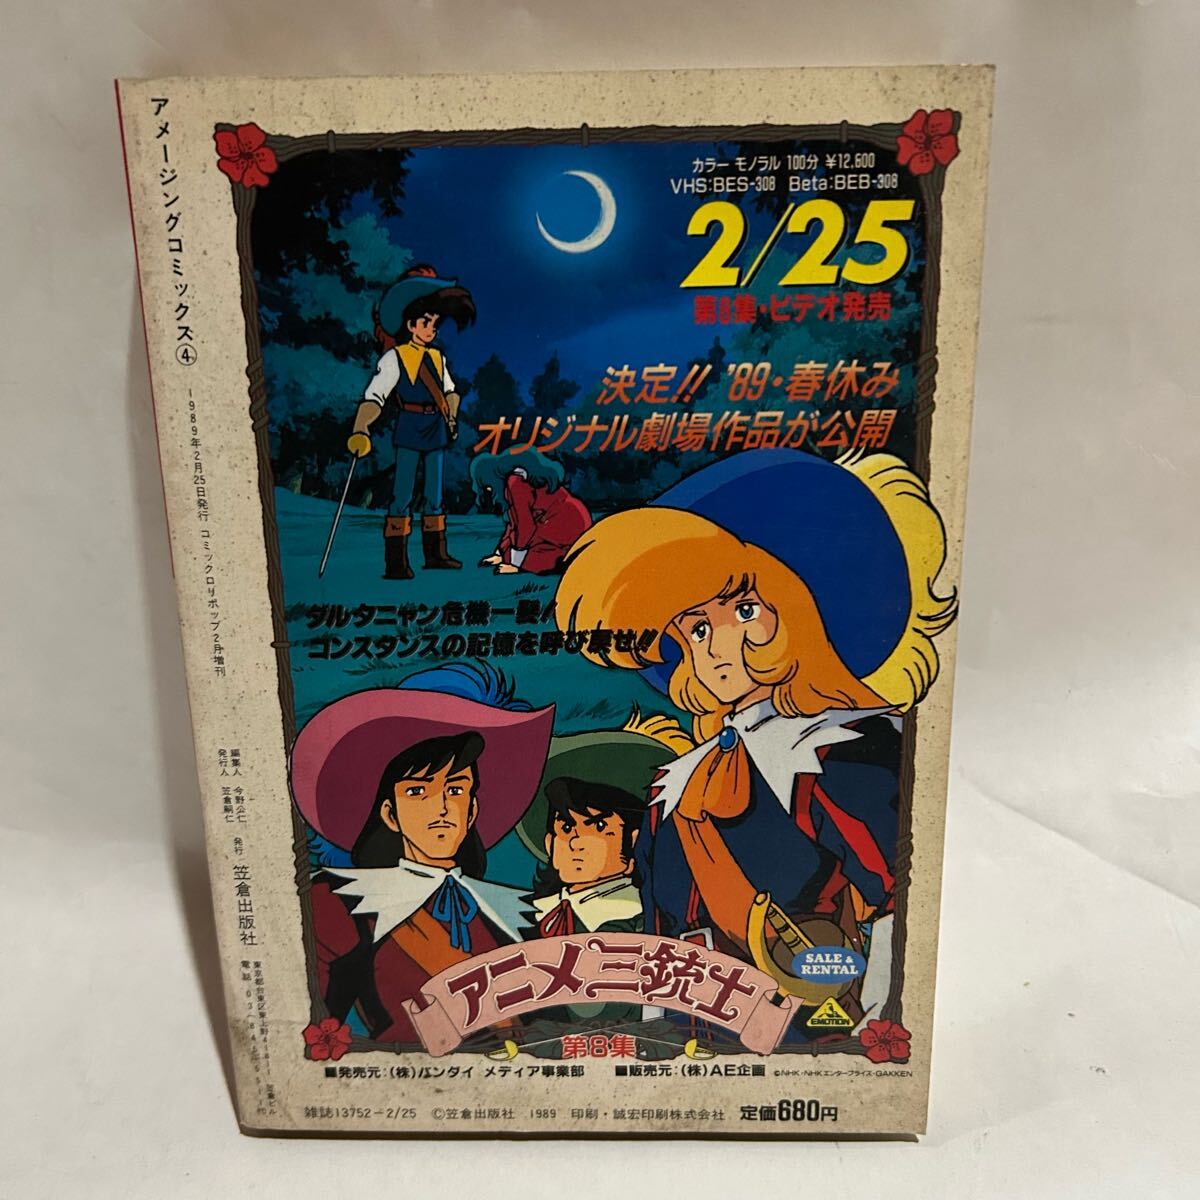 アメージングコミックス④
1989年2月25日発行 コミックロリポップ2月増刊
編集人 今野公仁
発行人 笠倉嗣仁
発行 笠倉出版社
カラー モノラル 100分 ¥12,600
VHS:BES-308 Beta:BEB-308
2/25
第8集・ビデオ発売
決定!! '89・春休み
オリジナル劇場作品が公開
ダルタニャン危機一髪!
コンスタンスの記憶を呼び戻せ!!
SALE & RENTAL
EMOTION
アニメ三銃士
第8集
■発売元:(株)バンダイ メディア事業部 ■販売元:(株)AE企画 ©NHK・NHKエンタープライズ・GAKKEN
雑誌13752-2/25 ©笠倉出版社 1989 印刷・誠宏印刷株式会社 定価680円